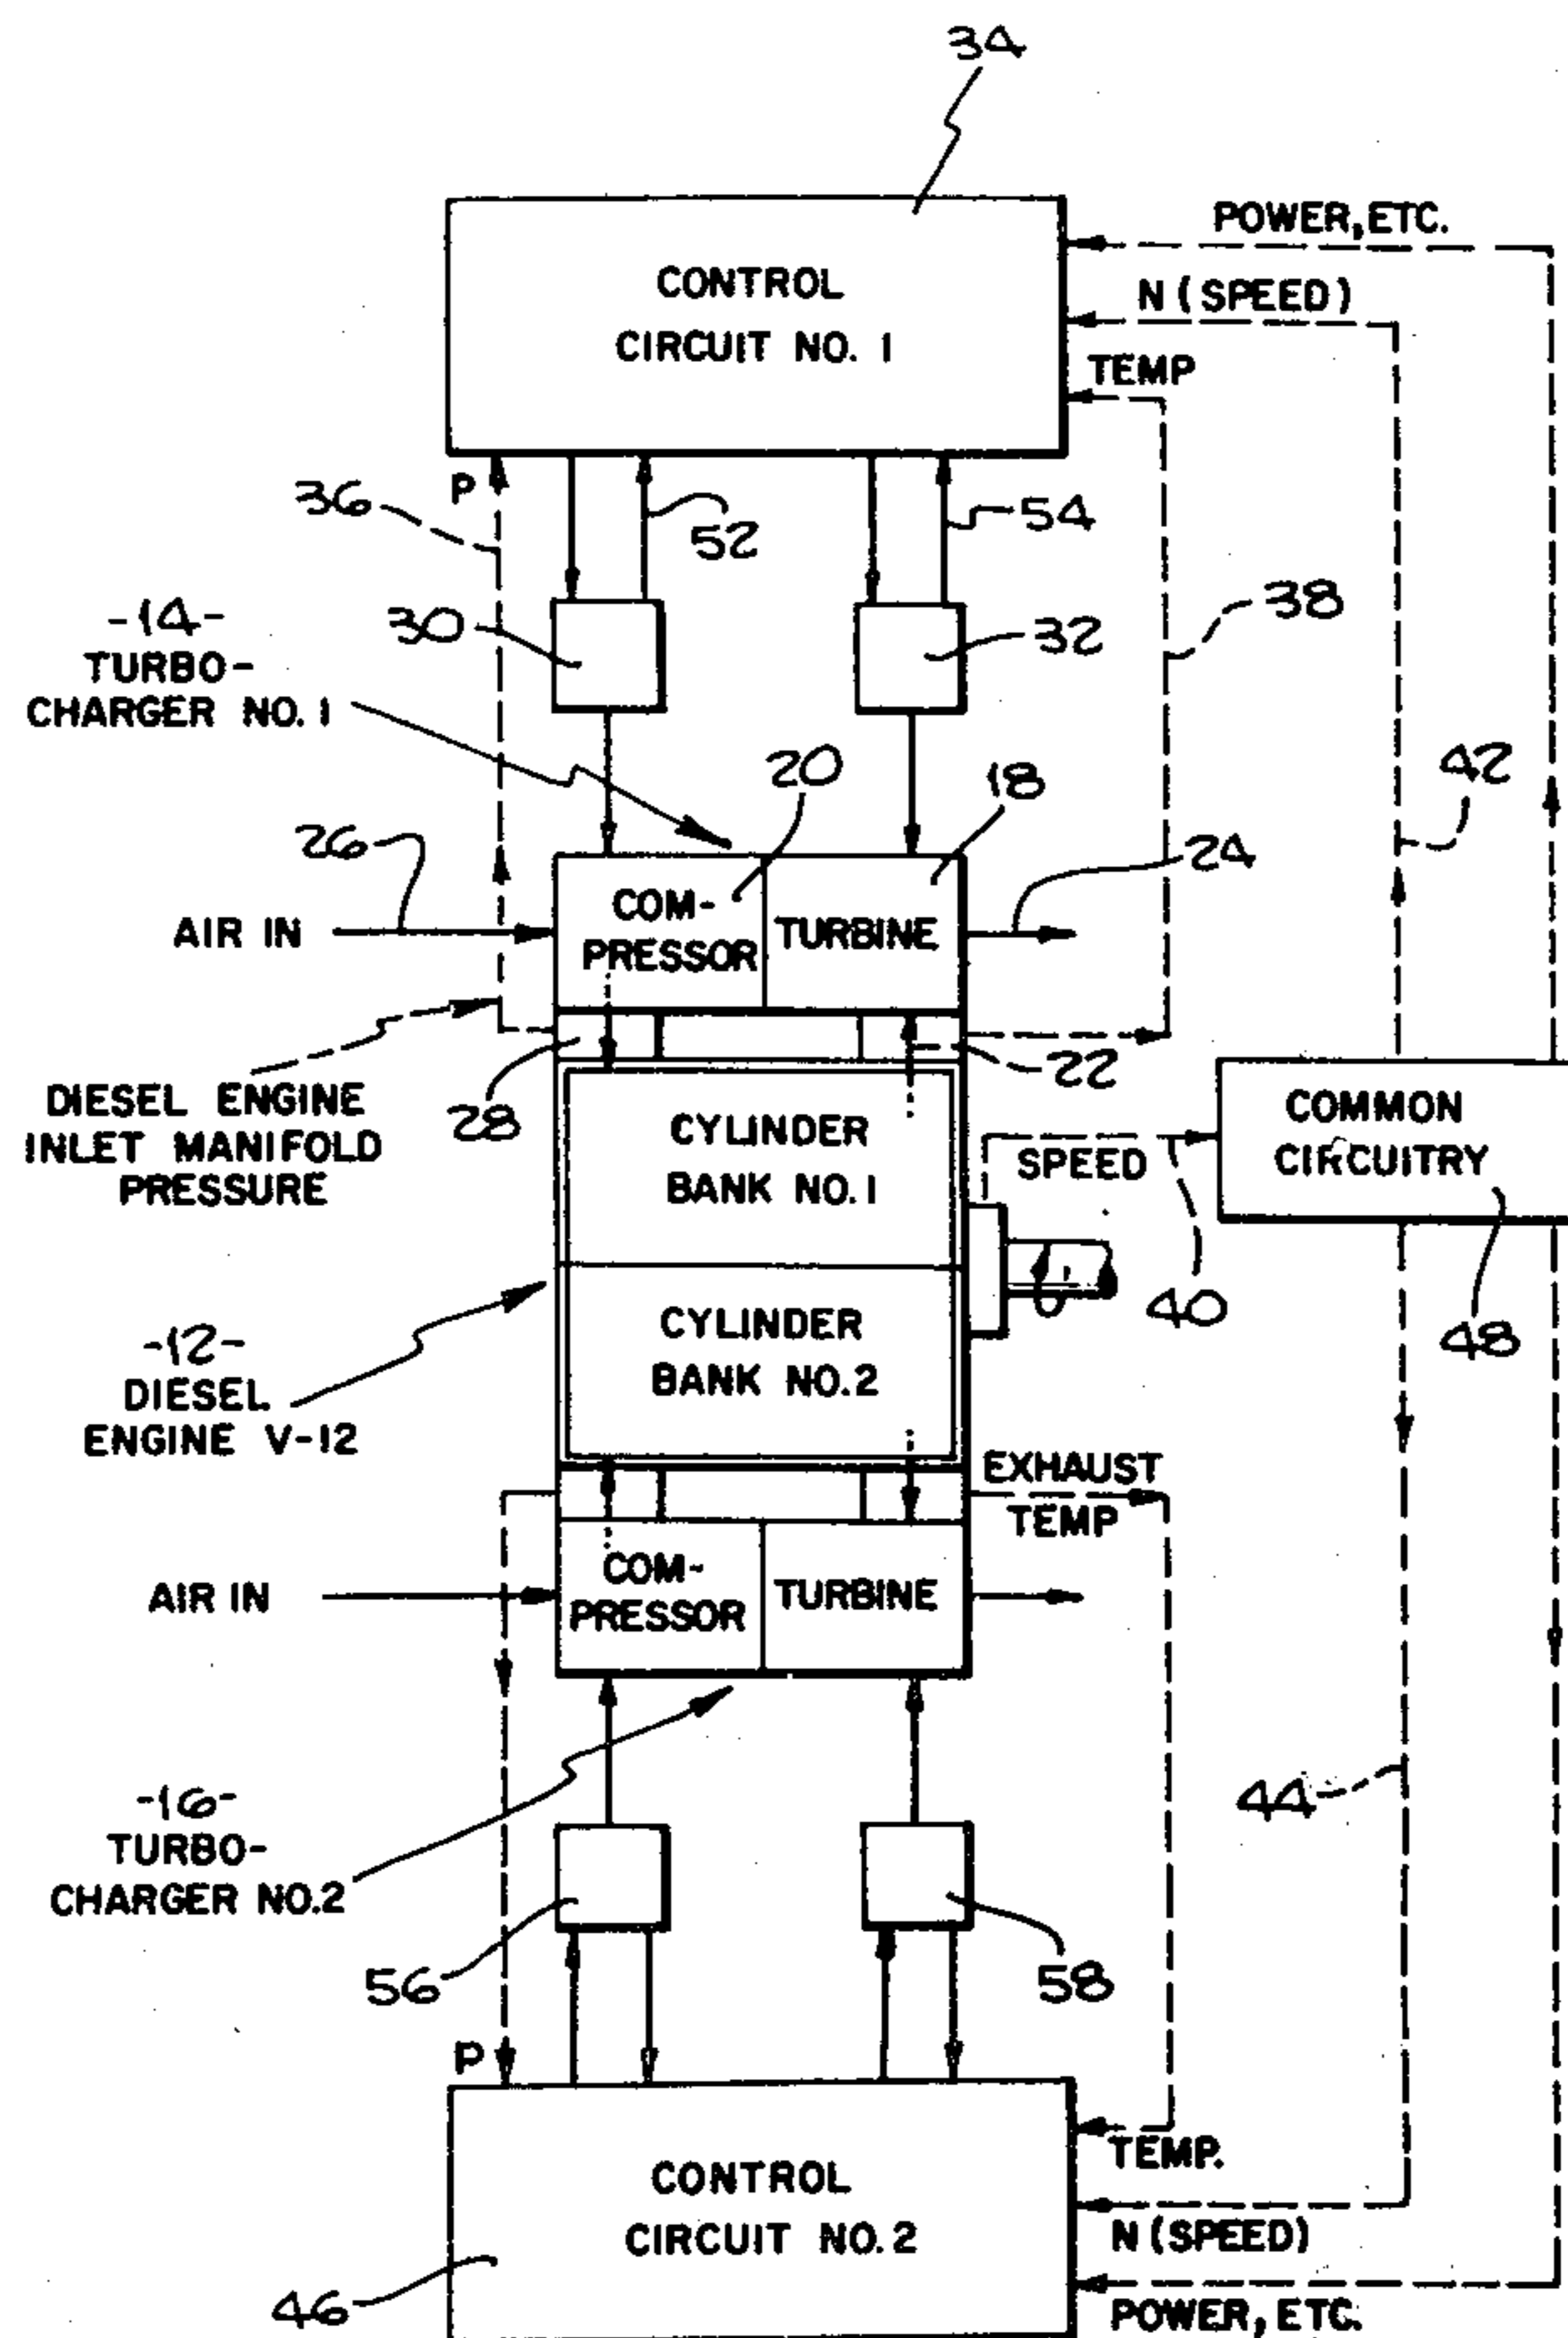 34
POWER, ETC.
N (SPEED)
CONTROL
CIRCUIT NO. 1
TEMP
P
36
52
54
-14-
TURBO-
CHARGER NO. 1
30
32
38
20
18
42
26
24
AIR IN
COM-
PRESSOR
TURBINE
28
22
DIESEL ENGINE
INLET MANIFOLD
PRESSURE
CYLINDER
BANK NO. 1
SPEED
COMMON
CIRCUITRY
40
48
-12-
DIESEL
ENGINE V-12
CYLINDER
BANK NO. 2
EXHAUST
TEMP
AIR IN
COM-
PRESSOR
TURBINE
-16-
TURBO-
CHARGER NO. 2
44
56
58
P
TEMP.
CONTROL
CIRCUIT NO. 2
N (SPEED)
46
POWER, ETC.